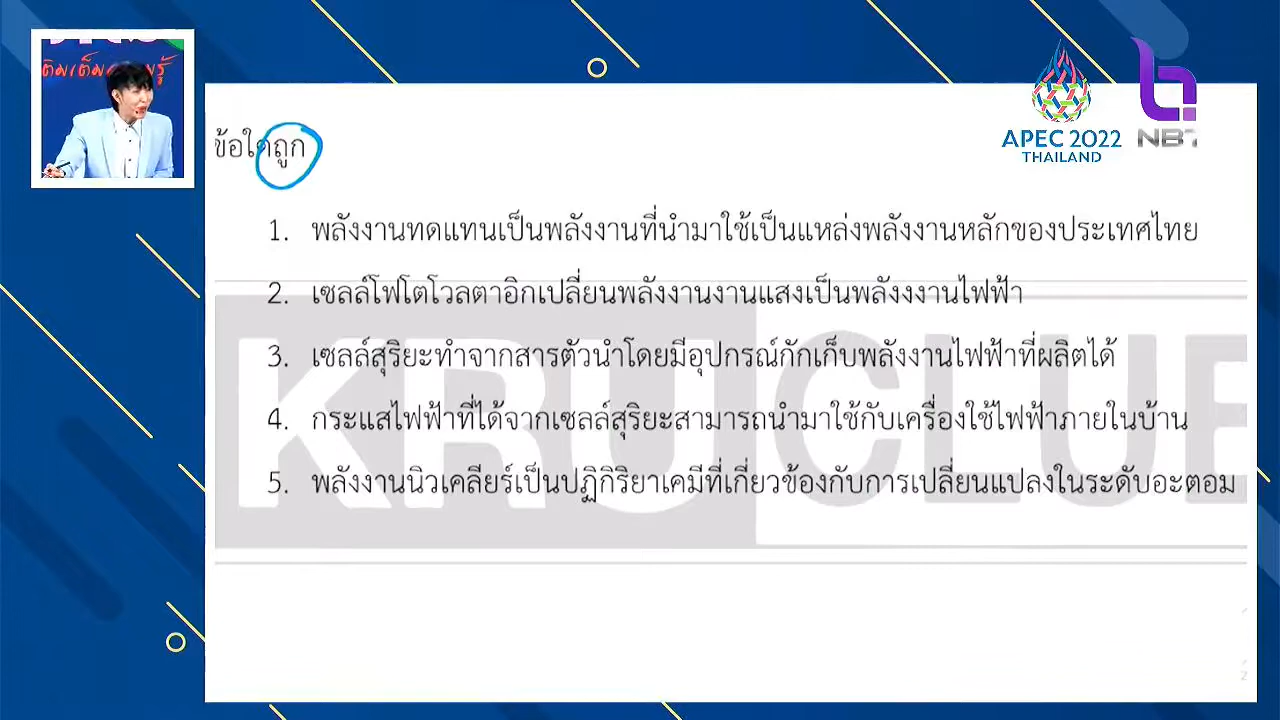 ติมเต็ม
APEC 2022
THAILAND
NBT
ข้อใดถูก
1. พลังงานทดแทนเป็นพลังงานที่นำมาใช้เป็นแหล่งพลังงานหลักของประเทศไทย
2. เซลล์โฟโตโวลตาอิกเปลี่ยนพลังงานงานแสงเป็นพลังงงานไฟฟ้า
3. เซลล์สุริยะทำจากสารตัวนำโดยมีอุปกรณ์กักเก็บพลังงานไฟฟ้าที่ผลิตได้
4. กระแสไฟฟ้าที่ได้จากเซลล์สุริยะสามารถนำมาใช้กับเครื่องใช้ไฟฟ้าภายในบ้าน
5. พลังงานนิวเคลียร์เป็นปฏิกิริยาเคมีที่เกี่ยวข้องกับการเปลี่ยนแปลงในระดับอะตอม
KRU CLUB